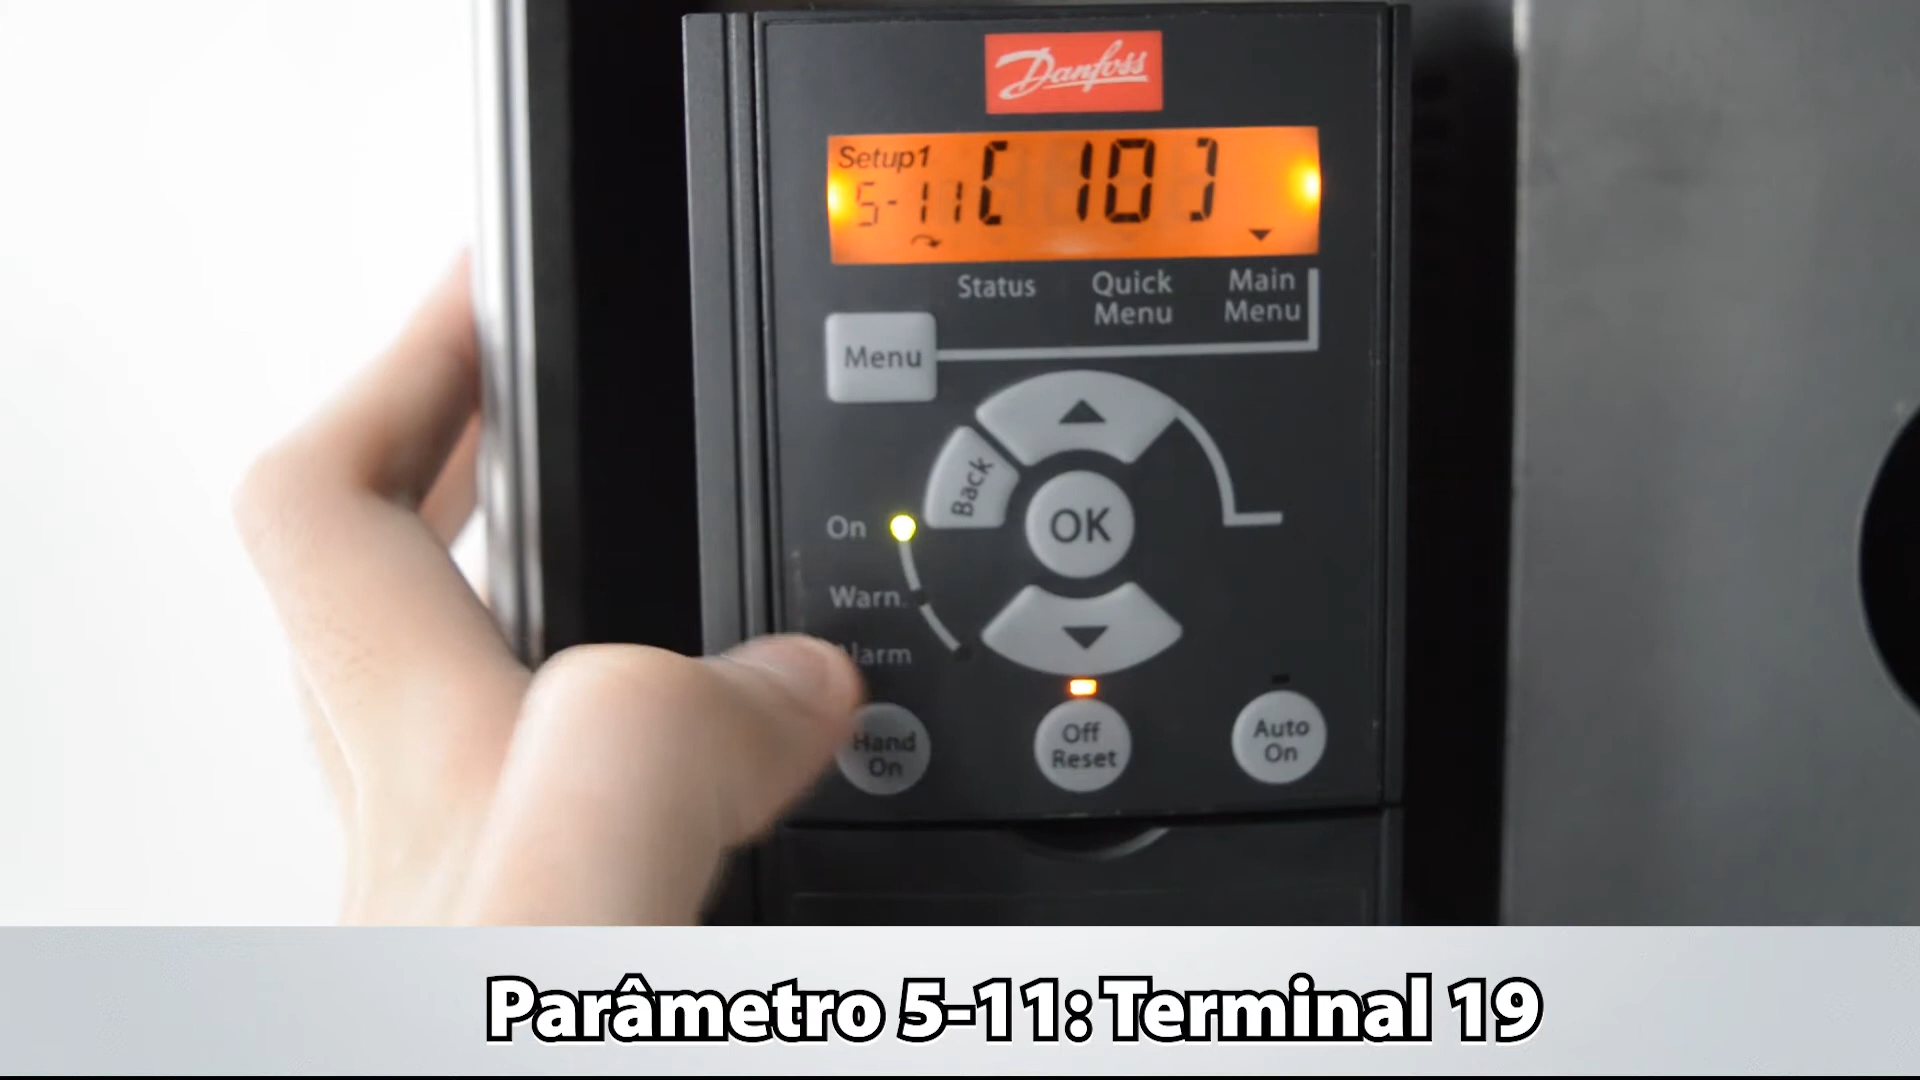 Danfoss
Setup1
5-11 [ 10 ]
Status
Quick
Menu
Main
Menu
Menu
Back
On
OK
Warn.
Alarm
Hand
On
Off
Reset
Auto
On
Parâmetro 5-11: Terminal 19